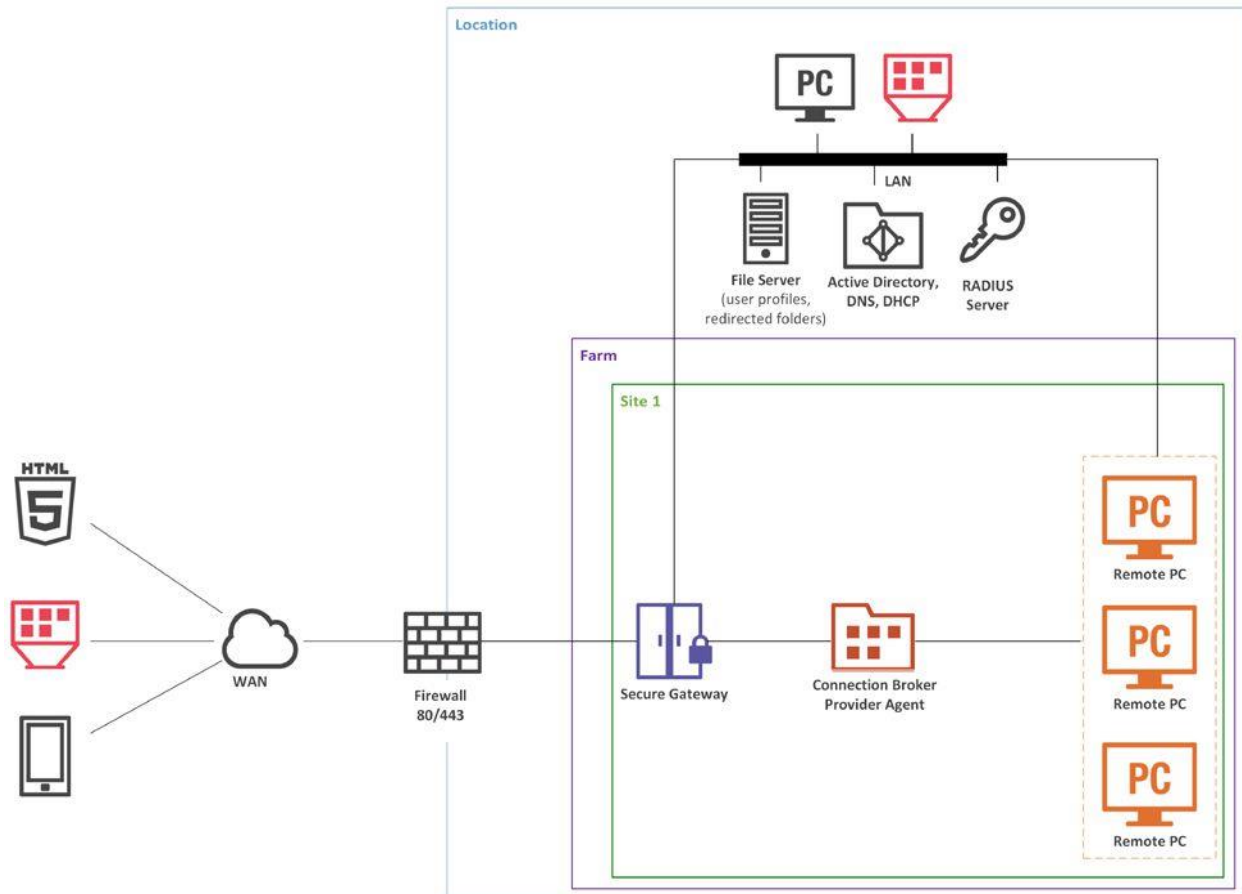 Location
PC
LAN
File Server
(user profiles,
redirected folders)
Active Directory,
DNS, DHCP
RADIUS
Server
Farm
Site 1
HTML
5
WAN
Firewall
80/443
Secure Gateway
Connection Broker
Provider Agent
PC
Remote PC
PC
Remote PC
PC
Remote PC